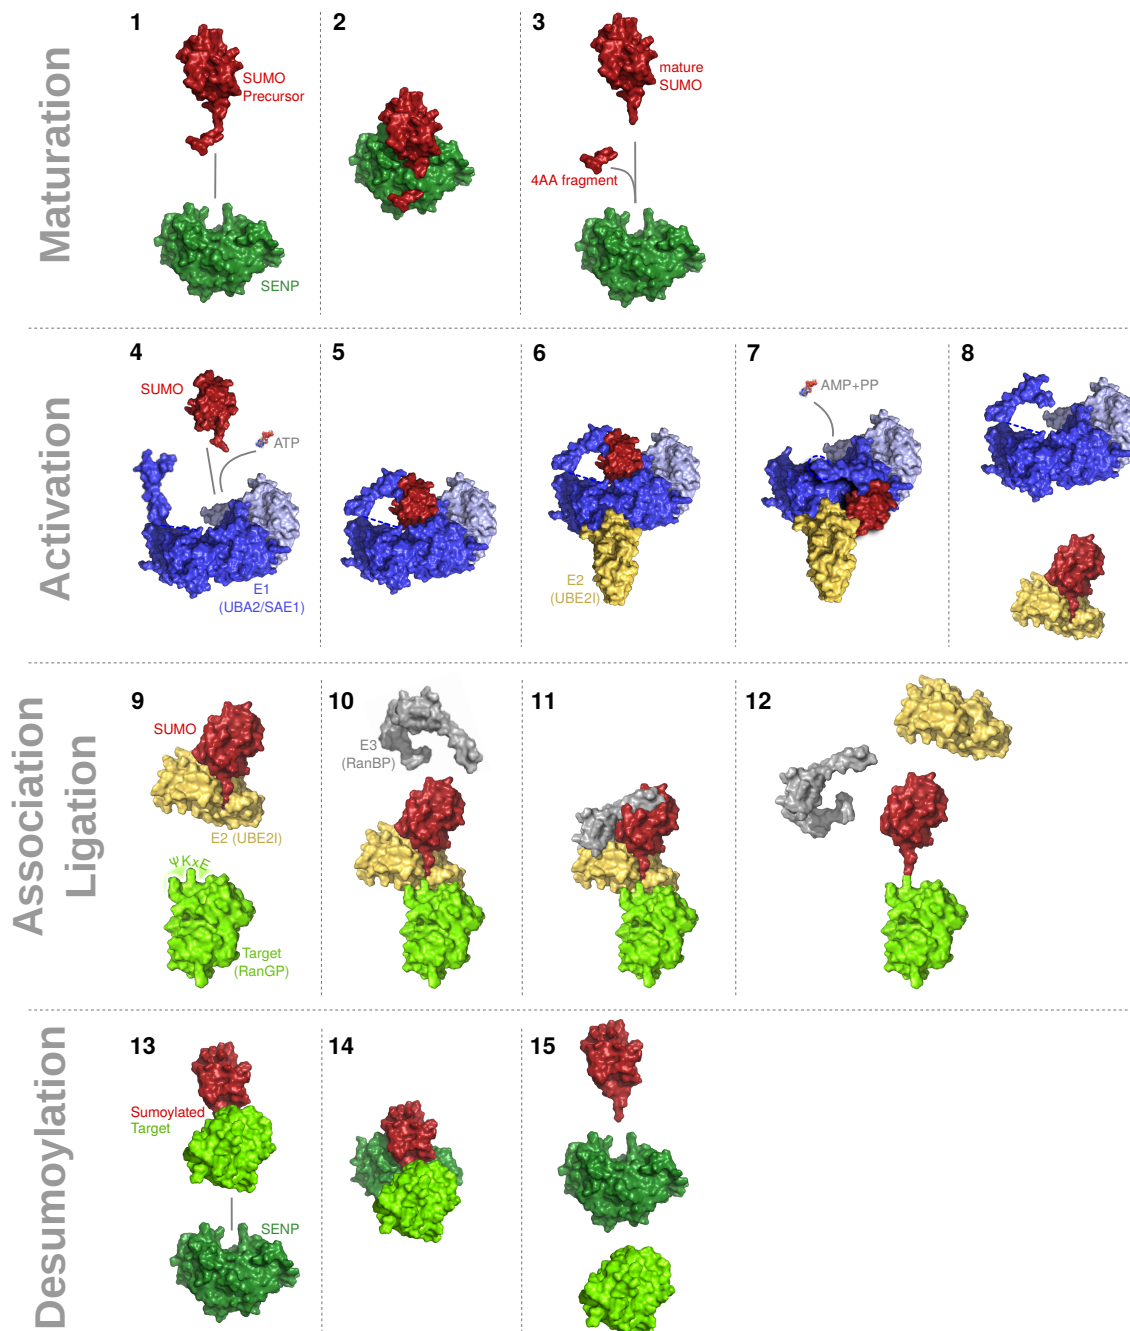 Maturation
1
SUMO
Precursor
SENP
2
3
mature
SUMO
4AA fragment
Activation
4
SUMO
ATP
E1
(UBA2/SAE1)
5
6
E2
(UBE2I)
7
AMP+PP
8
Association
Ligation
9
SUMO
E2 (UBE2I)
ΨKxE
Target
(RanGP)
10
E3
(RanBP)
11
12
Desumoylation
13
Sumoylated
Target
SENP
14
15